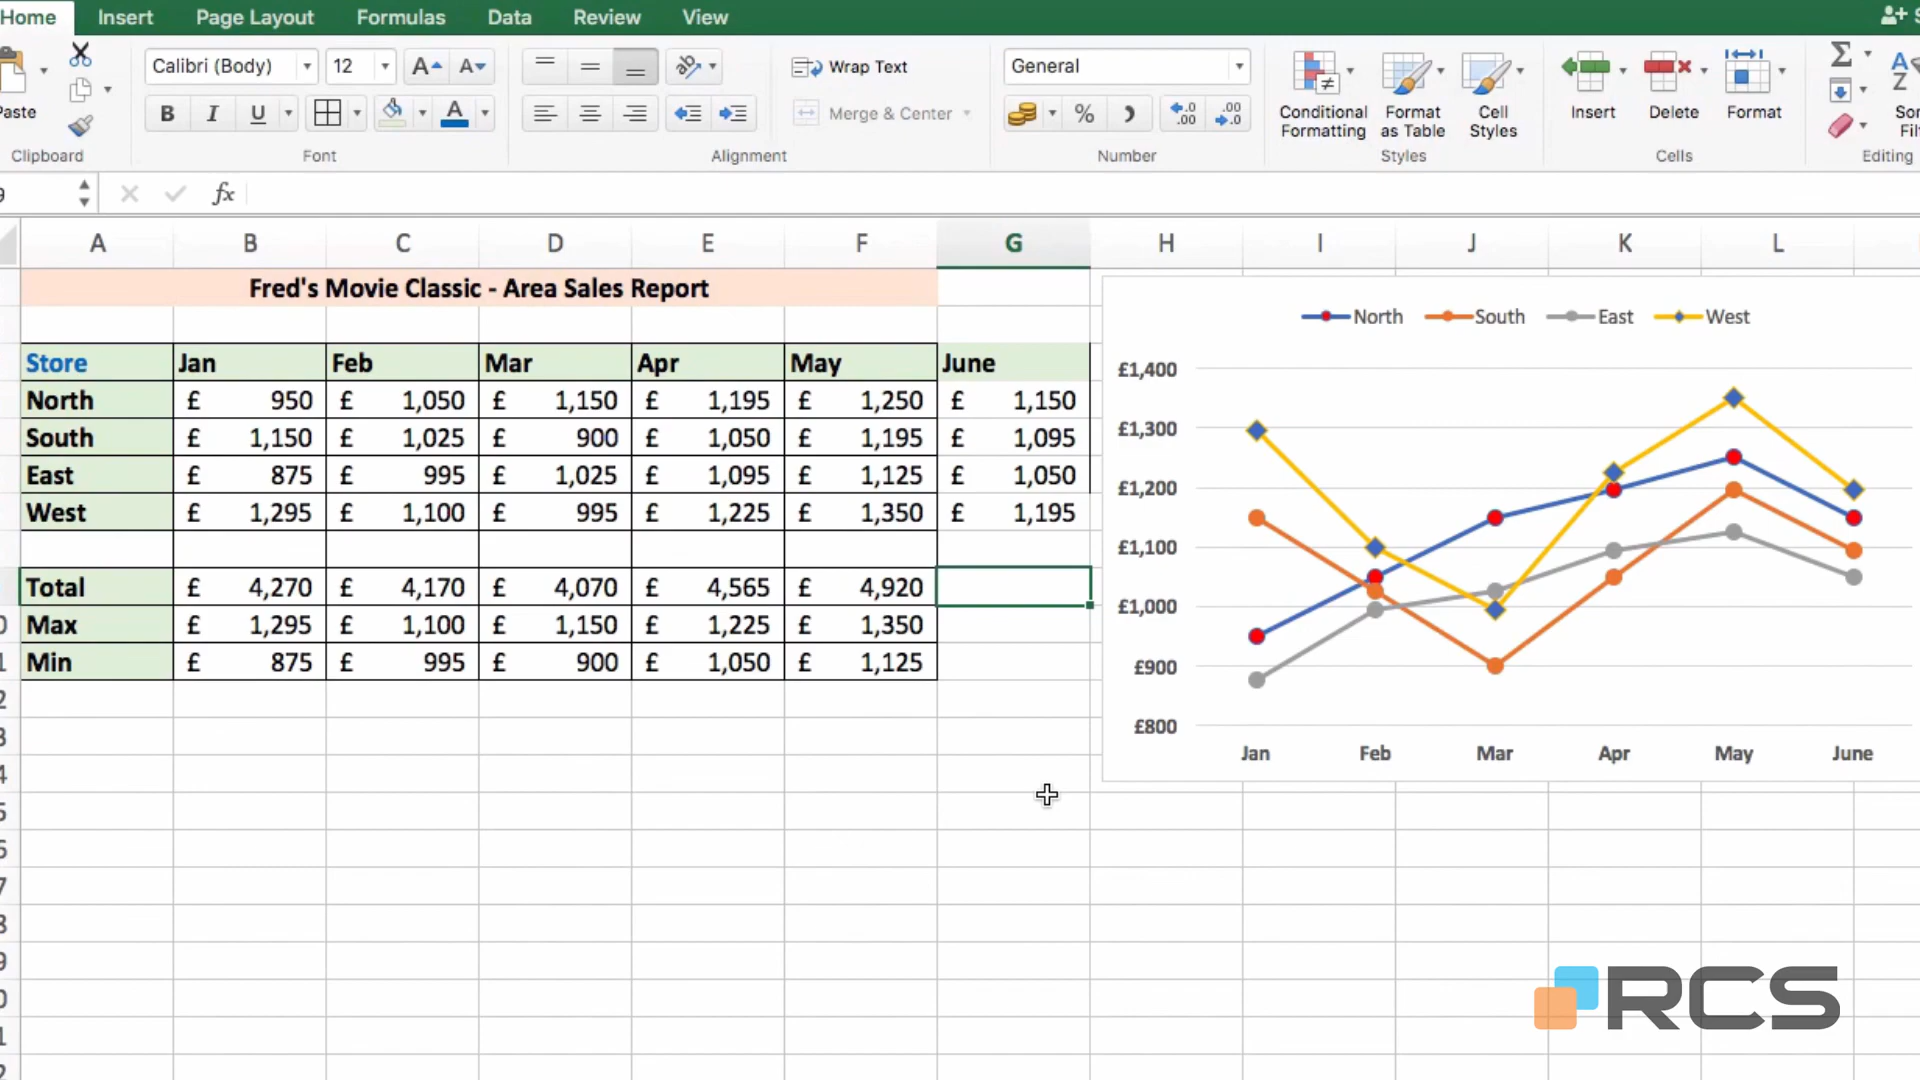 Home Insert Page Layout Formulas Data Review View
Calibri (Body) 12 A A Wrap Text General
Paste B I U A Merge & Center % Conditional Formatting Format as Table Cell Styles Insert Delete Format
Clipboard Font Alignment Number Styles Cells Editing
fx
A B C D E F G H I J K L
Fred's Movie Classic - Area Sales Report
Store Jan Feb Mar Apr May June
North £ 950 £ 1,050 £ 1,150 £ 1,195 £ 1,250 £ 1,150
South £ 1,150 £ 1,025 £ 900 £ 1,050 £ 1,195 £ 1,095
East £ 875 £ 995 £ 1,025 £ 1,095 £ 1,125 £ 1,050
West £ 1,295 £ 1,100 £ 995 £ 1,225 £ 1,350 £ 1,195
Total £ 4,270 £ 4,170 £ 4,070 £ 4,565 £ 4,920
Max £ 1,295 £ 1,100 £ 1,150 £ 1,225 £ 1,350
Min £ 875 £ 995 £ 900 £ 1,050 £ 1,125
North South East West
£1,400
£1,300
£1,200
£1,100
£1,000
£900
£800
Jan Feb Mar Apr May June
RCS